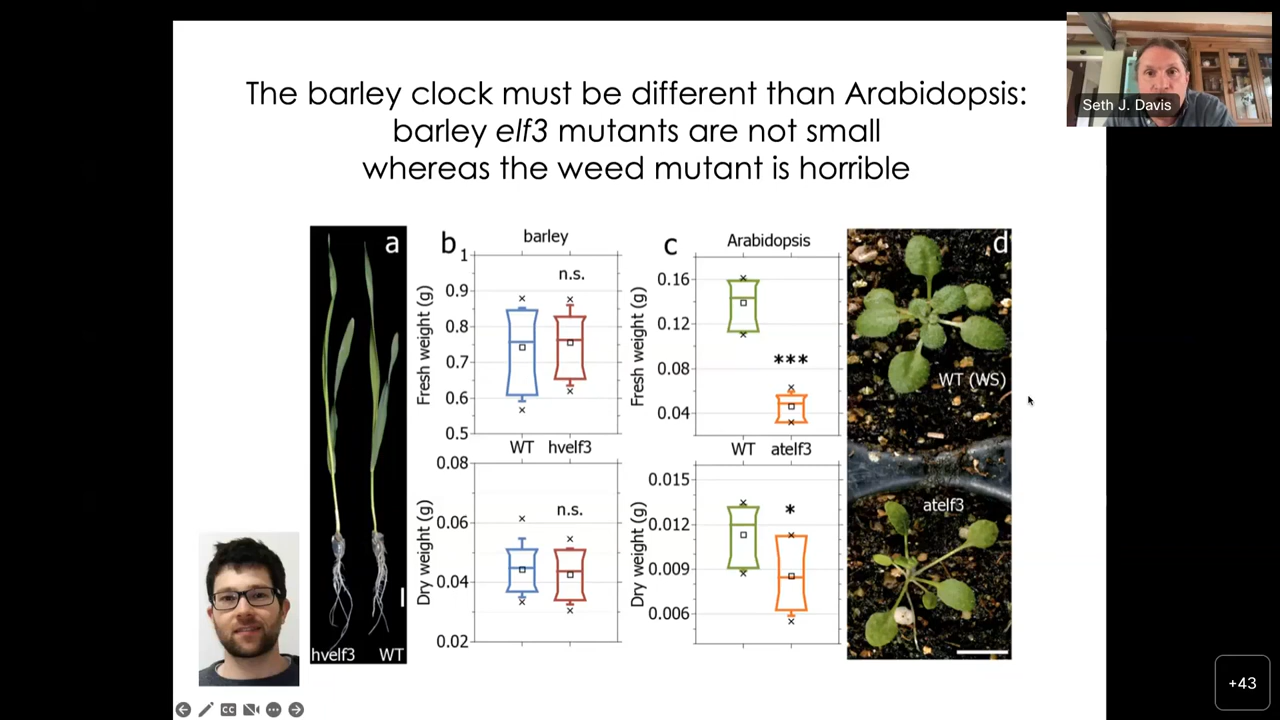 The barley clock must be different than Arabidopsis:
barley elf3 mutants are not small
whereas the weed mutant is horrible
Seth J. Davis
a
hvelf3 WT
b
barley
Fresh weight (g)
1
0.9
0.8
0.7
0.6
0.5
n.s.
WT hvelf3
Dry weight (g)
0.08
0.06
0.04
0.02
n.s.
c
Arabidopsis
Fresh weight (g)
0.16
0.12
0.08
0.04
***
WT atelf3
Dry weight (g)
0.015
0.012
0.009
0.006
*
d
WT (WS)
atelf3
CC
+43